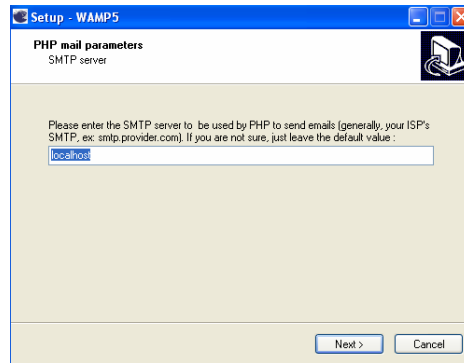 Setup - WAMP5
PHP mail parameters
SMTP server
Please enter the SMTP server to be used by PHP to send emails (generally, your ISP's
SMTP, ex: smtp.provider.com). If you are not sure, just leave the default value :
localhost
Next >
Cancel